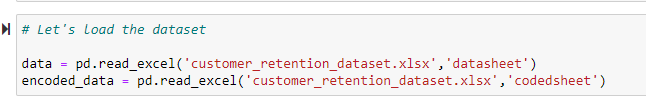 # Let's load the dataset
data = pd.read_excel('customer_retention_dataset.xlsx','datasheet')
encoded_data = pd.read_excel('customer_retention_dataset.xlsx','codedsheet')